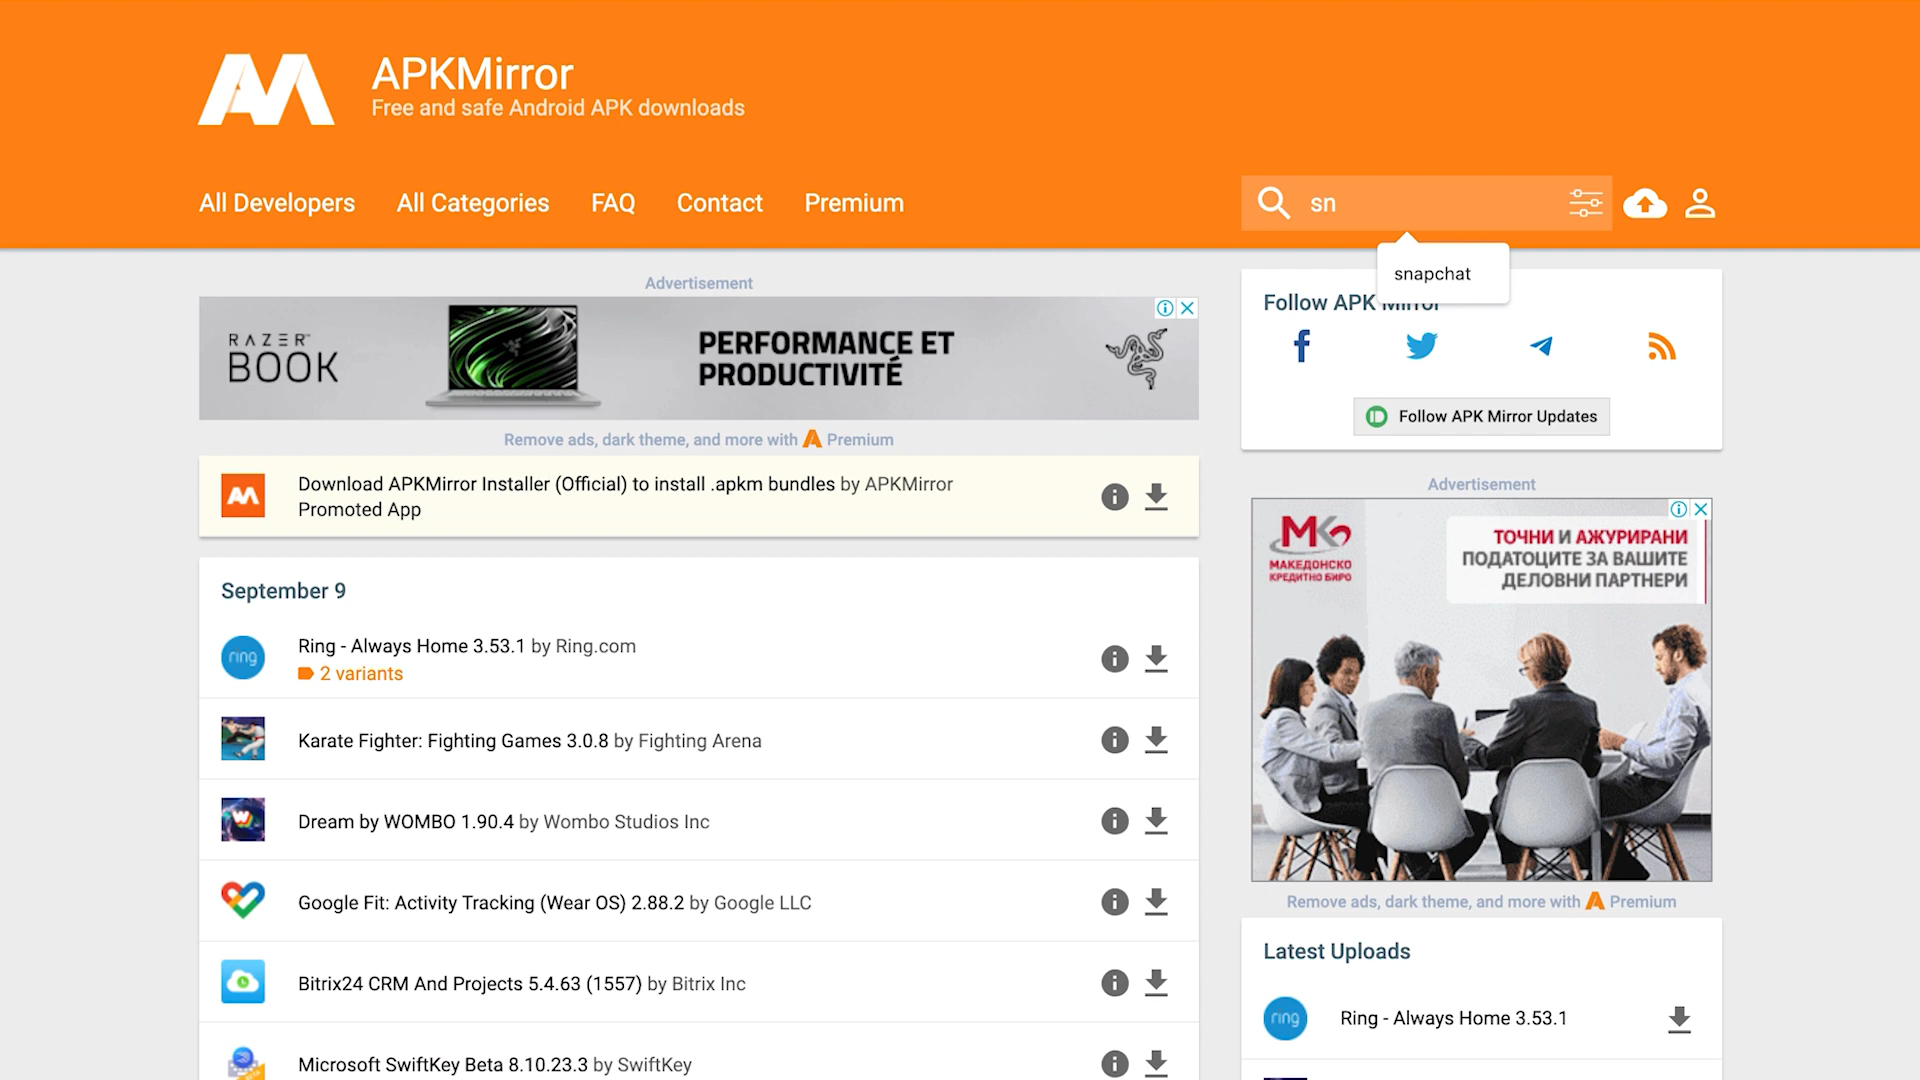 APKMirror
Free and safe Android APK downloads
All Developers
All Categories
FAQ
Contact
Premium
sn
snapchat
Advertisement
RAZER
BOOK
PERFORMANCE ET
PRODUCTIVITÉ
Remove ads, dark theme, and more with Premium
Download APKMirror Installer (Official) to install .apkm bundles by APKMirror
Promoted App
September 9
ring
Ring - Always Home 3.53.1 by Ring.com
2 variants
Karate Fighter: Fighting Games 3.0.8 by Fighting Arena
Dream by WOMBO 1.90.4 by Wombo Studios Inc
Google Fit: Activity Tracking (Wear OS) 2.88.2 by Google LLC
Bitrix24 CRM And Projects 5.4.63 (1557) by Bitrix Inc
Microsoft SwiftKey Beta 8.10.23.3 by SwiftKey
Follow APK Mirror
Follow APK Mirror Updates
Advertisement
МКБ
МАКЕДОНСКО
КРЕДИТНО БИРО
ТОЧНИ И АЖУРИРАНИ
ПОДАТОЦИТЕ ЗА ВАШИТЕ
ДЕЛОВНИ ПАРТНЕРИ
Remove ads, dark theme, and more with Premium
Latest Uploads
ring
Ring - Always Home 3.53.1